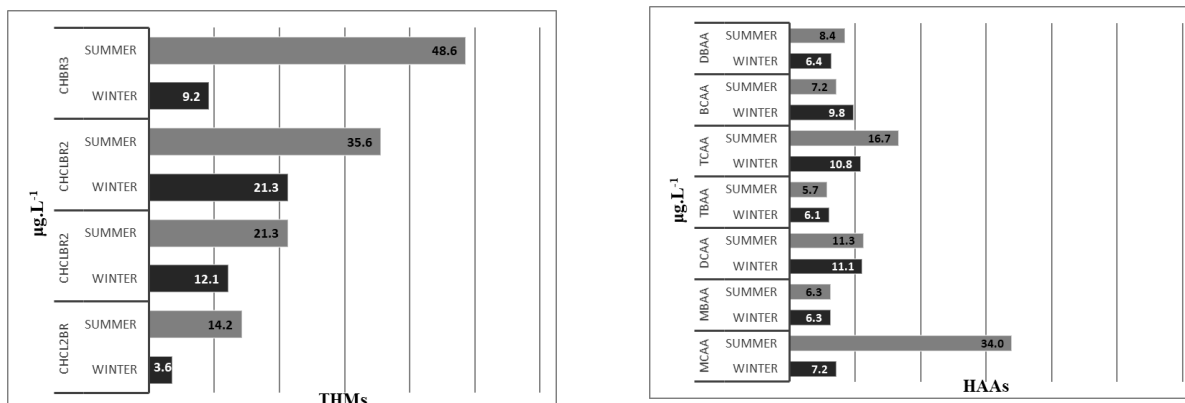 CHBR3
SUMMER
48.6
WINTER
9.2
CHCLBR2
SUMMER
35.6
WINTER
21.3
CHCLBR2
SUMMER
21.3
WINTER
12.1
CHCL2BR
SUMMER
14.2
WINTER
3.6
µg.L-1
THMs
DBAA
SUMMER
8.4
WINTER
6.4
BCAA
SUMMER
7.2
WINTER
9.8
TCAA
SUMMER
16.7
WINTER
10.8
TBAA
SUMMER
5.7
WINTER
6.1
DCAA
SUMMER
11.3
WINTER
11.1
MBAA
SUMMER
6.3
WINTER
6.3
MCAA
SUMMER
34.0
WINTER
7.2
µg.L-1
HAAs